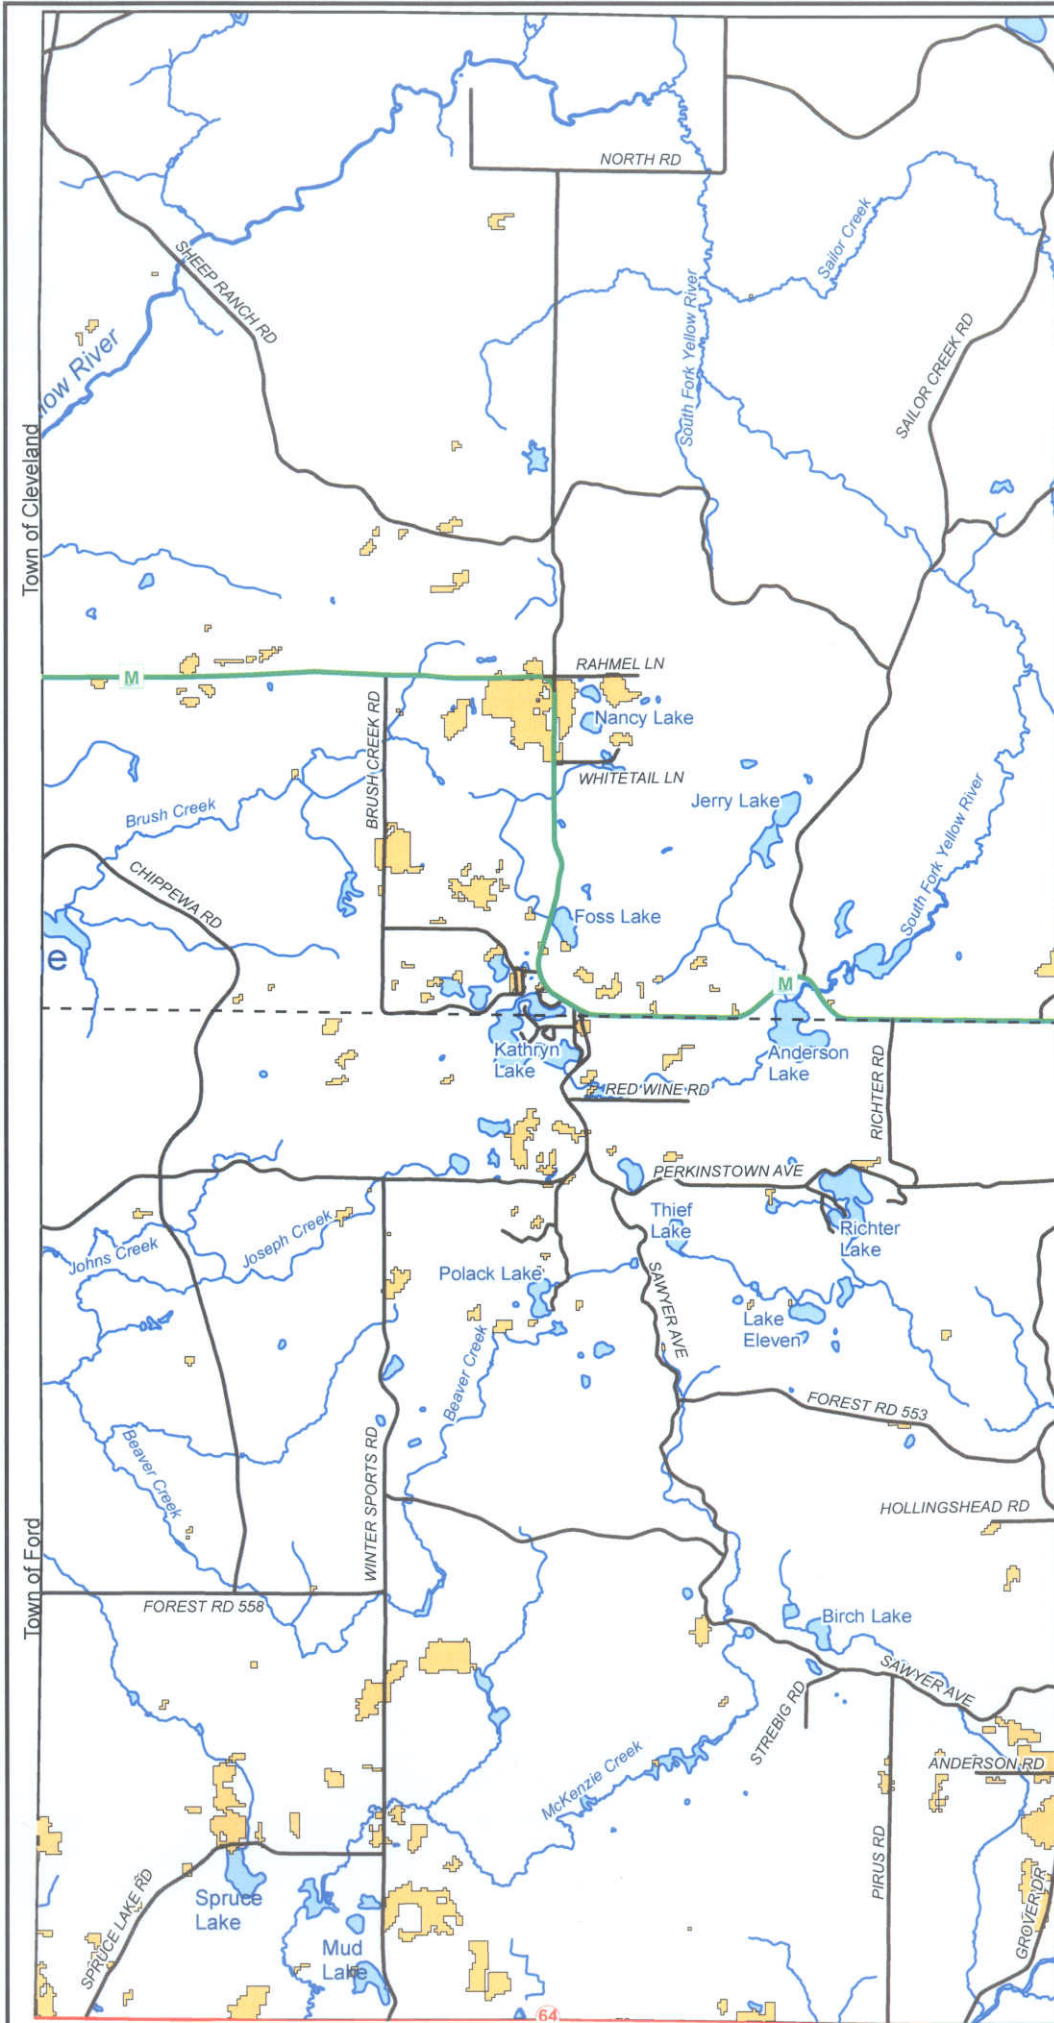 NORTH RD
Sailor Creek
SHEEP RANCH RD
South Fork Yellow River
SAILOR CREEK RD
low River
Town of Cleveland
RAHMEL LN
M
Nancy Lake
BRUSH CREEK RD
WHITETAIL LN
Jerry Lake
Brush Creek
South Fork Yellow River
CHIPPEWA RD
Foss Lake
e
M
Kathryn
Lake
Anderson
Lake
RED WINE RD
RICHTER RD
PERKINSTOWN AVE
Thief
Lake
Richter
Lake
Johns Creek
Joseph Creek
Polack Lake
SAWYER AVE
Lake
Eleven
Beaver Creek
FOREST RD 553
Beaver Creek
WINTER SPORTS RD
HOLLINGSHEAD RD
Town of Ford
FOREST RD 558
Birch Lake
SAWYER AVE
STREBIG RD
McKenzie Creek
ANDERSON RD
PIRUS RD
SPRUCE LAKE RD
Spruce
Lake
GROVER DR
Mud
Lake
64